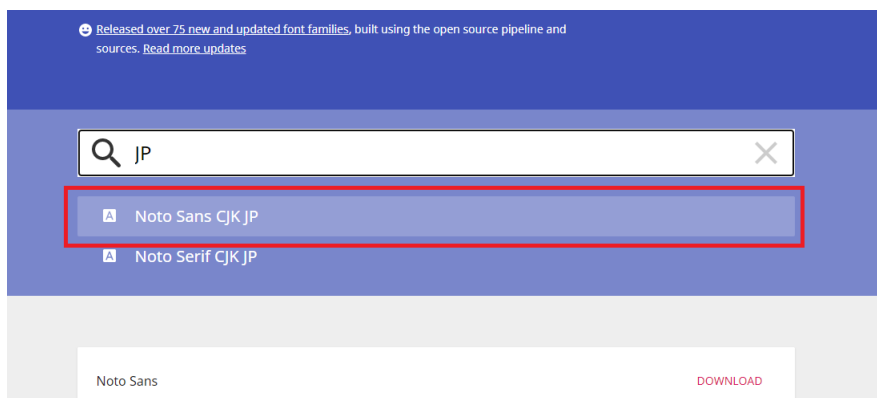 Released over 75 new and updated font families, built using the open source pipeline and
sources. Read more updates
JP
A Noto Sans CJK JP
A Noto Serif CJK JP
Noto Sans DOWNLOAD